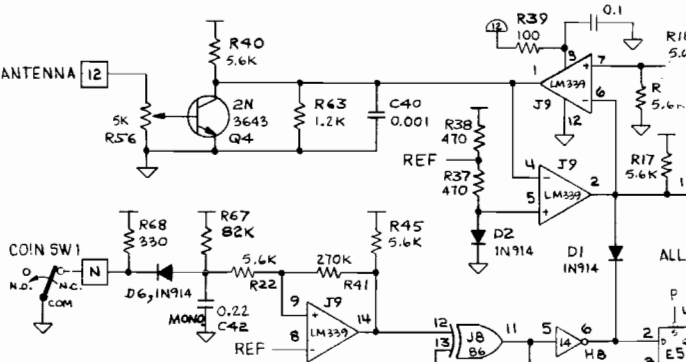 12
R39
100
0.1
R40
5.6K
ANTENNA 12
1
3
7
+
LM339
J9
-
6
12
5K
R56
2N
3643
Q4
R63
1.2K
C40
0.001
R38
470
REF
R37
470
4
-
J9
LM339
2
5
+
R17
5.6K
D2
1N914
D1
1N914
COIN SW1
N.O.
N.C.
COM
N
R68
330
R67
82K
D6, 1N914
5.6K
R22
270K
R41
R45
5.6K
MONO
0.22
C42
9
+
J9
LM339
14
8
-
REF
12
13
J8
86
11
5
14
6
H8
2
P
D
3